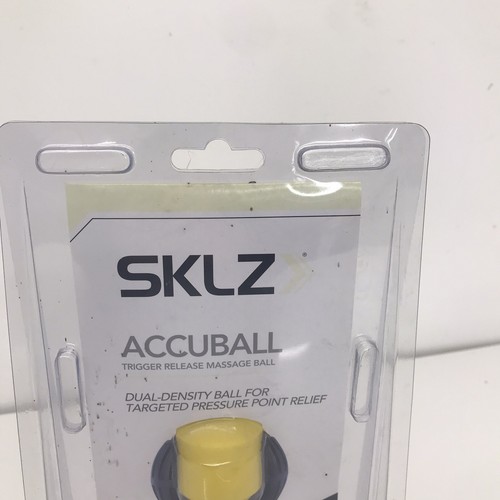 SKLZ
ACCUBALL
TRIGGER RELEASE MASSAGE BALL
DUAL-DENSITY BALL FOR
TARGETED PRESSURE POINT RELIEF